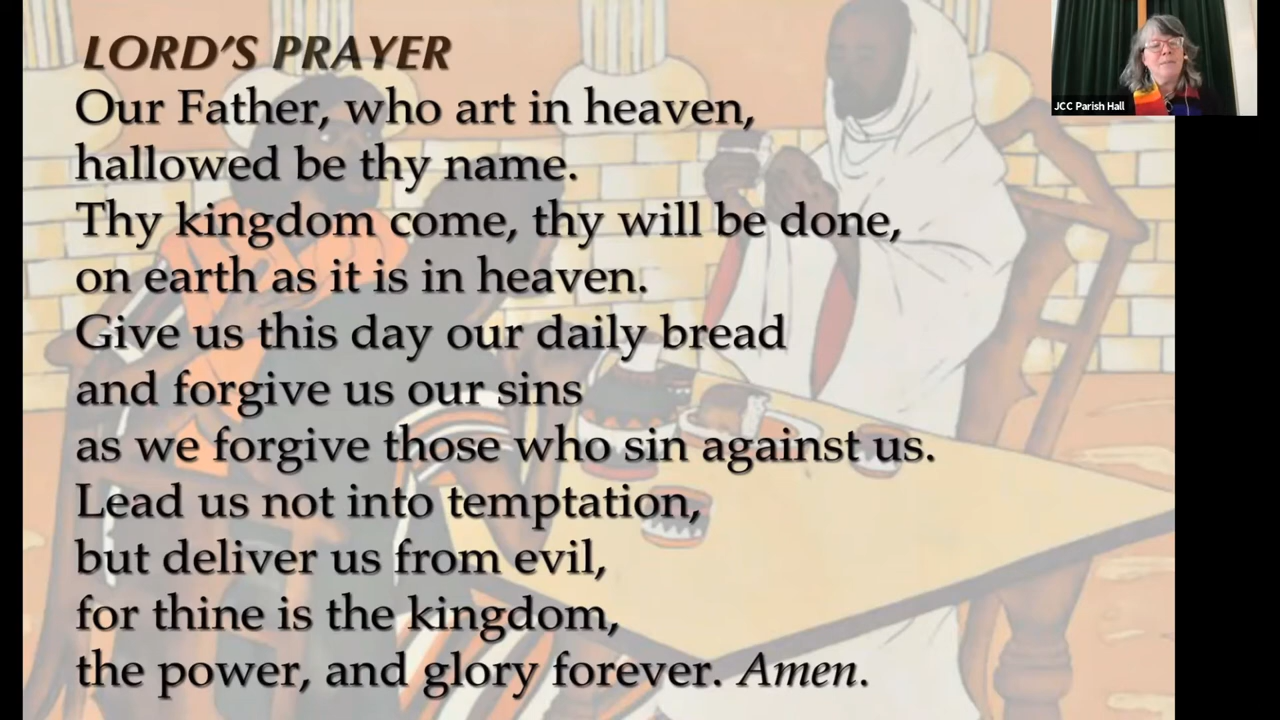 LORD'S PRAYER
Our Father, who art in heaven,
hallowed be thy name.
Thy kingdom come, thy will be done,
on earth as it is in heaven.
Give us this day our daily bread
and forgive us our sins
as we forgive those who sin against us.
Lead us not into temptation,
but deliver us from evil,
for thine is the kingdom,
the power, and glory forever. Amen.
JCC Parish Hall